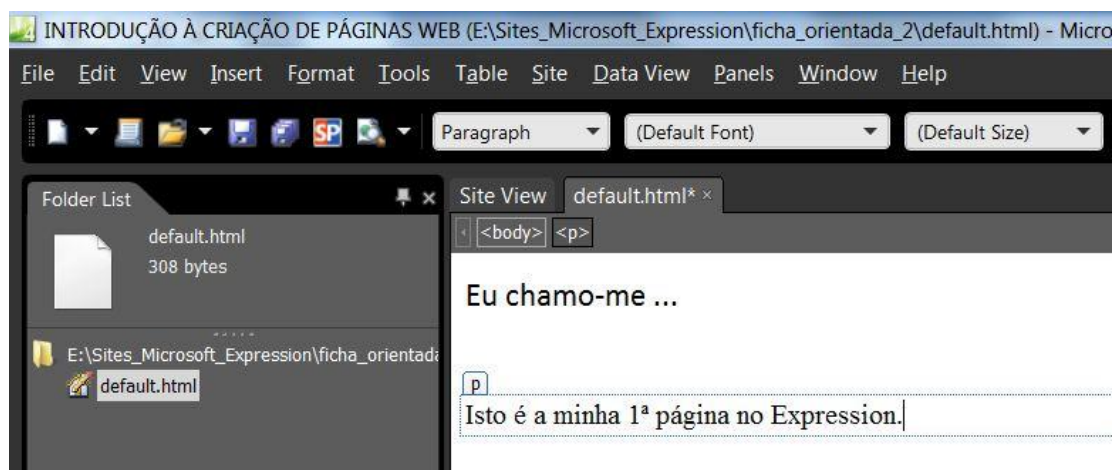 INTRODUÇÃO À CRIAÇÃO DE PÁGINAS WEB (E:\Sites_Microsoft_Expression\ficha_orientada_2\default.html) - Micro
File Edit View Insert Format Tools Table Site Data View Panels Window Help
SP Paragraph (Default Font) (Default Size)
Folder List
default.html
308 bytes
E:\Sites_Microsoft_Expression\ficha_orientada
default.html
Site View default.html* ×
<body> <p>
Eu chamo-me ...
p
Isto é a minha 1ª página no Expression.